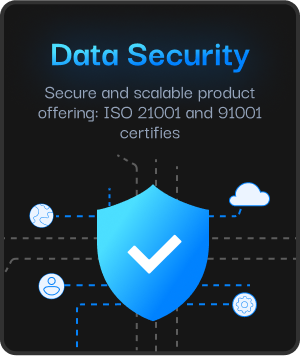 Data Security
Secure and scalable product
offering: ISO 21001 and 91001
certifies